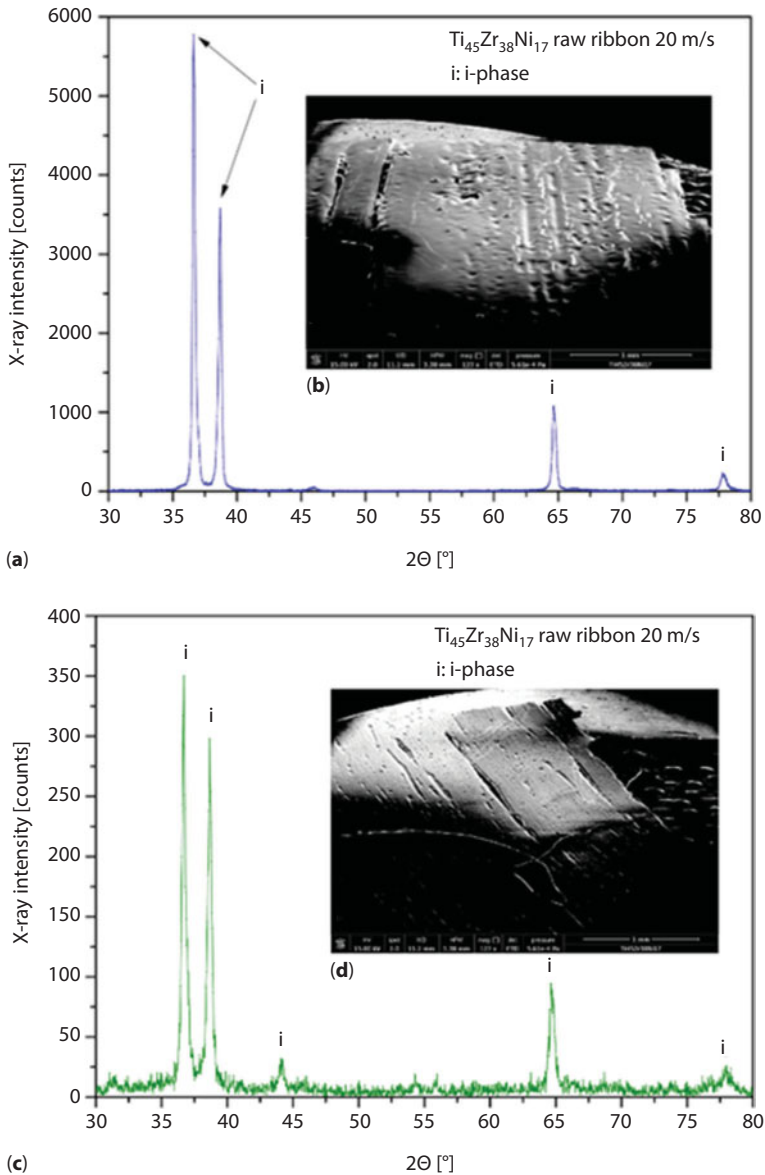 6000
5000
4000
3000
2000
1000
0
X-ray intensity [counts]
Ti45Zr38Ni17 raw ribbon 20 m/s
i: i-phase
i
(b)
i
i
30 35 40 45 50 55 60 65 70 75 80
(a)
2Θ [°]
400
350
300
250
200
150
100
50
0
X-ray intensity [counts]
Ti45Zr38Ni17 raw ribbon 20 m/s
i: i-phase
i
i
(d)
i
i
i
30 35 40 45 50 55 60 65 70 75 80
(c)
2Θ [°]